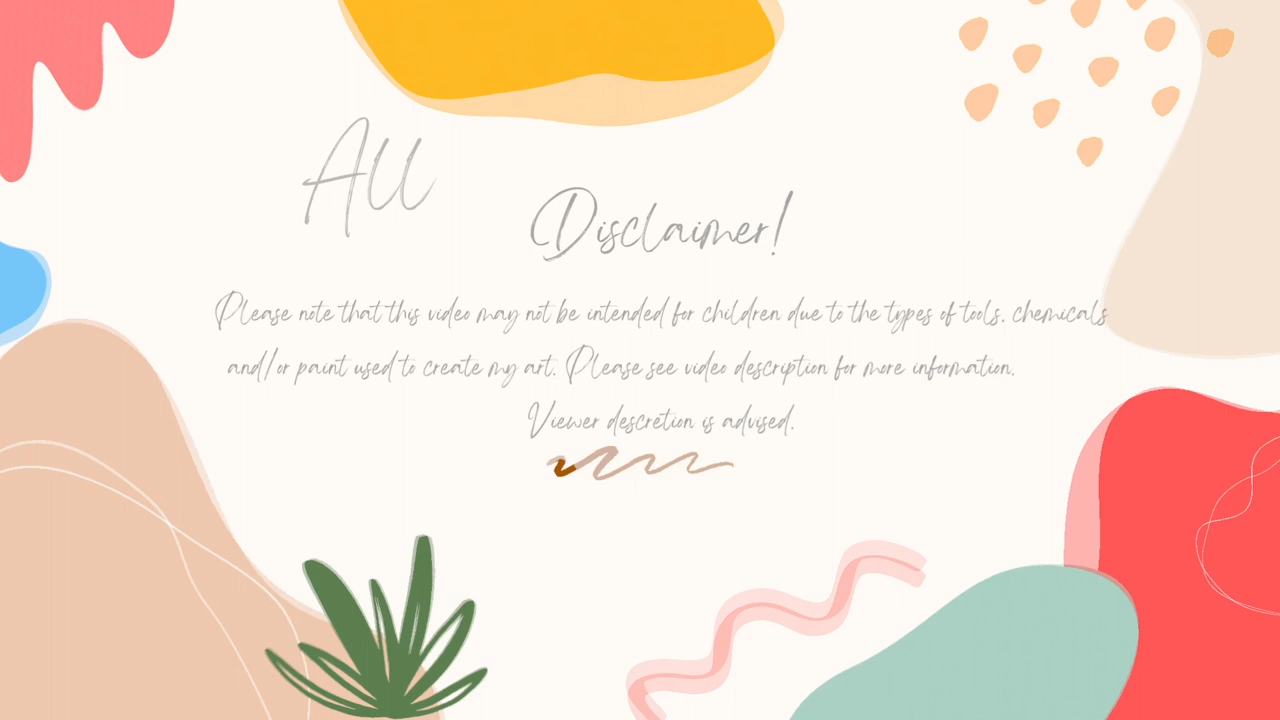 All
Disclaimer!
Please note that this video may not be intended for children due to the types of tools, chemicals
and/or paint used to create my art. Please see video description for more information.
Viewer descretion is advised.